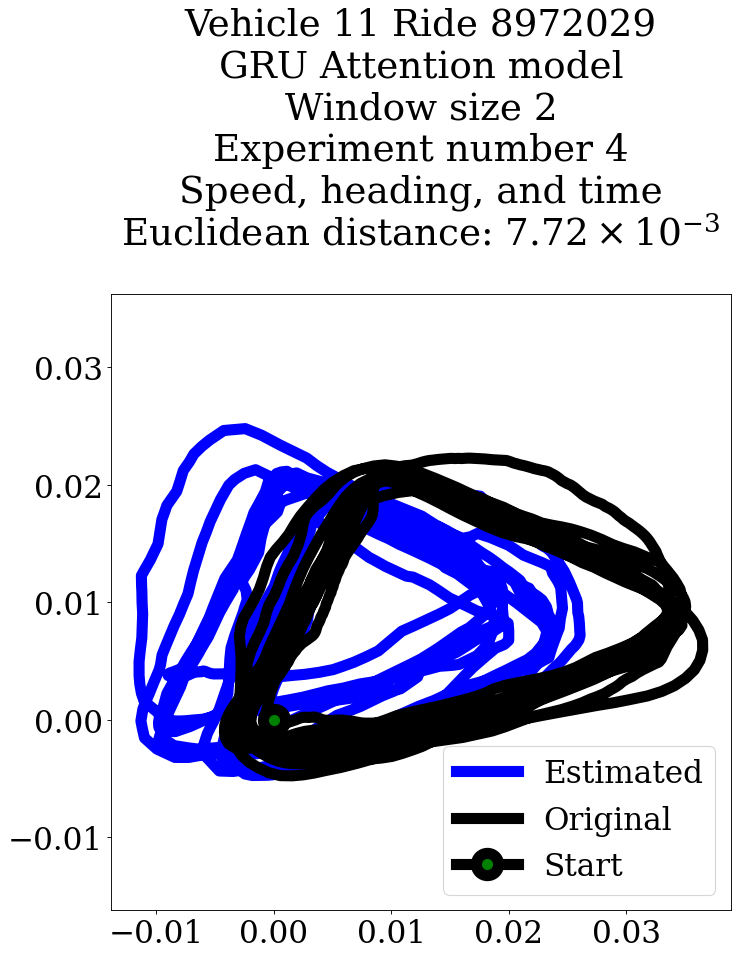 Vehicle 11 Ride 8972029
GRU Attention model
Window size 2
Experiment number 4
Speed, heading, and time
Euclidean distance: 7.72 × 10⁻³
0.03
0.02
0.01
0.00
−0.01
Estimated
Original
Start
−0.01 0.00 0.01 0.02 0.03